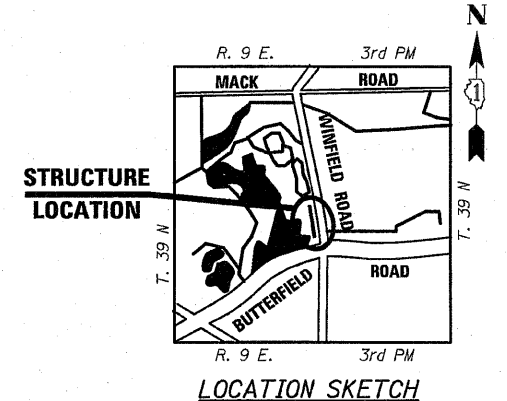 N
R. 9 E. 3rd PM
MACK ROAD
1
WINFIELD ROAD
STRUCTURE
LOCATION
T. 39 N
T. 39 N
BUTTERFIELD ROAD
R. 9 E. 3rd PM
LOCATION SKETCH